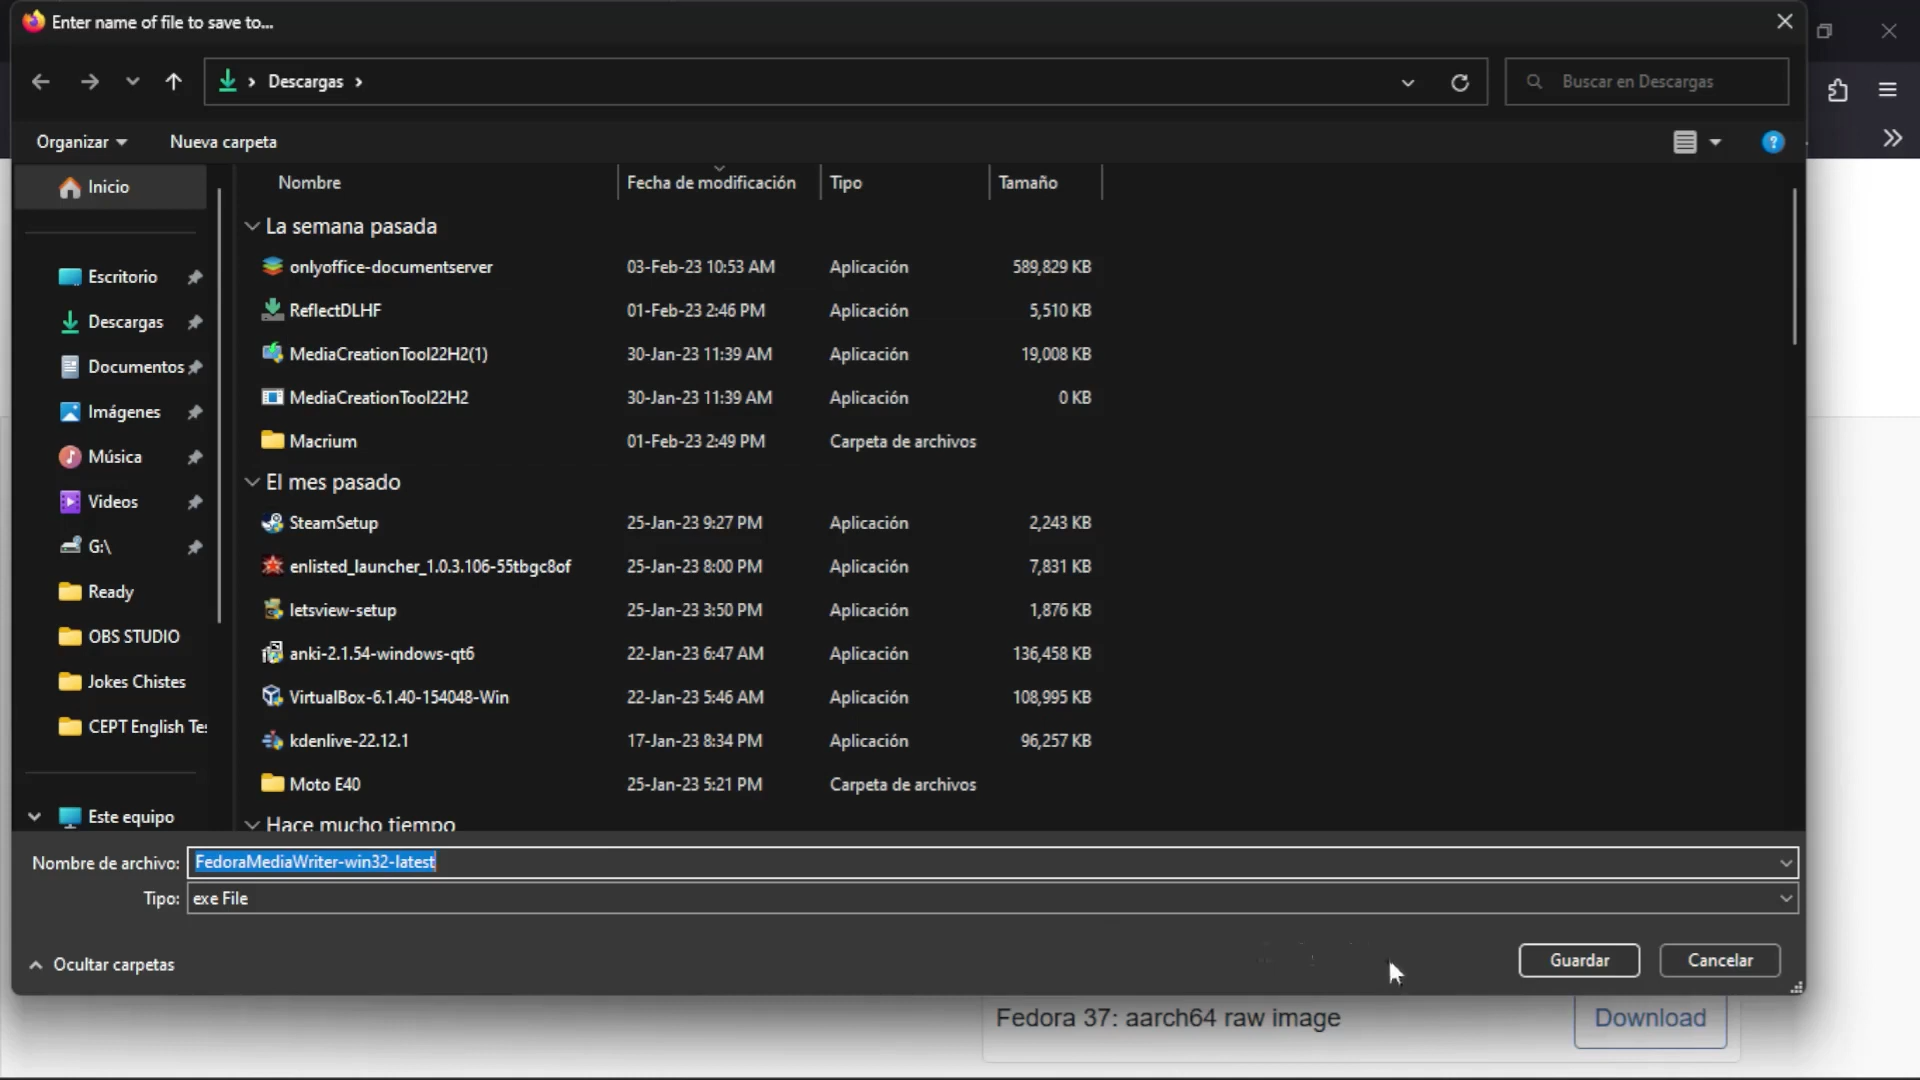 Enter name of file to save to...
Descargas
Buscar en Descargas
Organizar
Nueva carpeta
Inicio
Escritorio
Descargas
Documentos
Imágenes
Música
Videos
G:\
Ready
OBS STUDIO
Jokes Chistes
CEPT English Te
Este equipo
Nombre Fecha de modificación Tipo Tamaño
La semana pasada
onlyoffice-documentserver 03-Feb-23 10:53 AM Aplicación 589,829 KB
ReflectDLHF 01-Feb-23 2:46 PM Aplicación 5,510 KB
MediaCreationTool22H2(1) 30-Jan-23 11:39 AM Aplicación 19,008 KB
MediaCreationTool22H2 30-Jan-23 11:39 AM Aplicación 0 KB
Macrium 01-Feb-23 2:49 PM Carpeta de archivos
El mes pasado
SteamSetup 25-Jan-23 9:27 PM Aplicación 2,243 KB
enlisted_launcher_1.0.3.106-55tbgc8of 25-Jan-23 8:00 PM Aplicación 7,831 KB
letsview-setup 25-Jan-23 3:50 PM Aplicación 1,876 KB
anki-2.1.54-windows-qt6 22-Jan-23 6:47 AM Aplicación 136,458 KB
VirtualBox-6.1.40-154048-Win 22-Jan-23 5:46 AM Aplicación 108,995 KB
kdenlive-22.12.1 17-Jan-23 8:34 PM Aplicación 96,257 KB
Moto E40 25-Jan-23 5:21 PM Carpeta de archivos
Hace mucho tiempo
Nombre de archivo: FedoraMediaWriter-win32-latest
Tipo: exe File
Ocultar carpetas
Guardar
Cancelar
Fedora 37: aarch64 raw image
Download